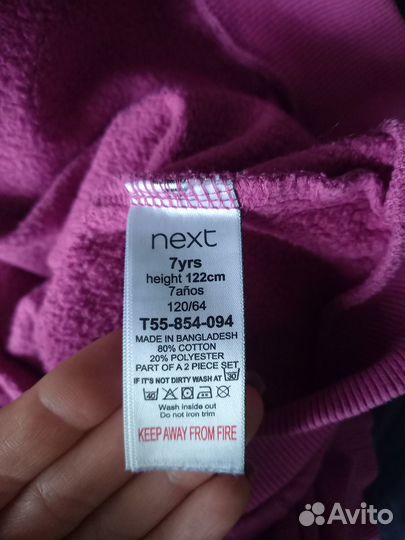 next
7yrs
height 122cm
7años
120/64
T55-854-094
MADE IN BANGLADESH
80% COTTON
20% POLYESTER
PART OF A 2 PIECE SET
IF IT'S NOT DIRTY WASH AT 30
40
Wash inside out
Do not iron trim
KEEP AWAY FROM FIRE
Avito